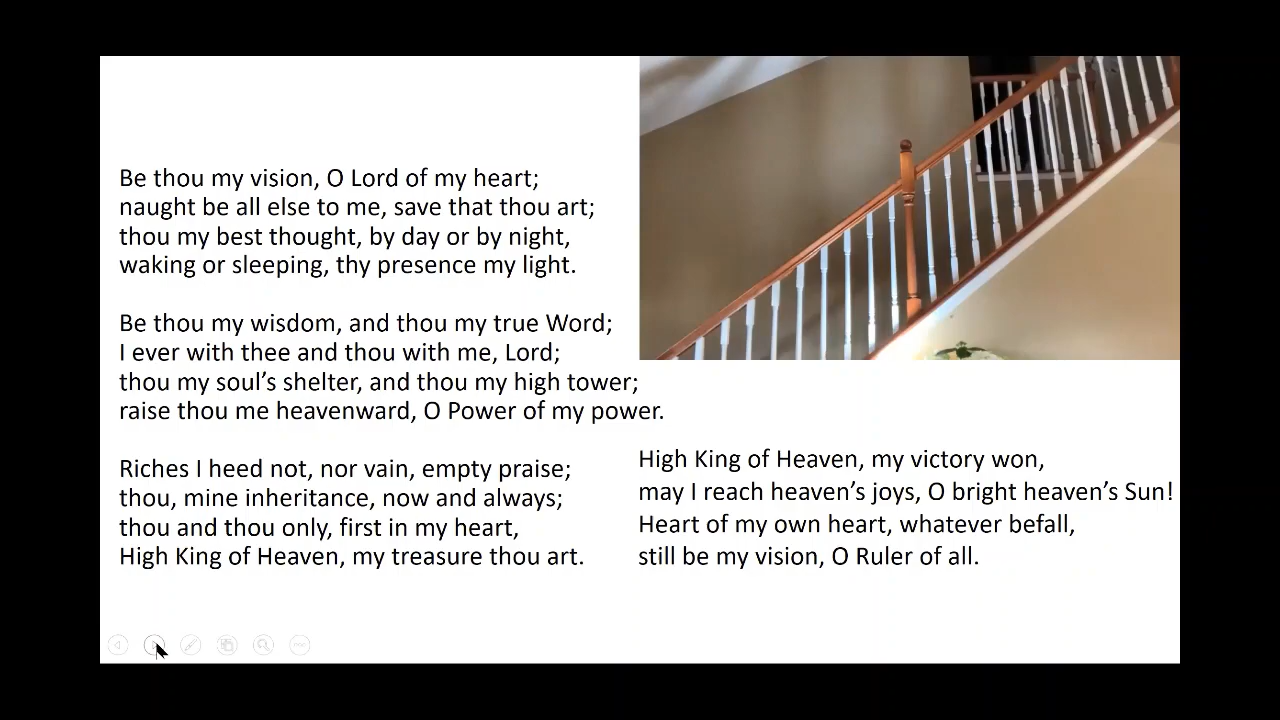 Be thou my vision, O Lord of my heart;
naught be all else to me, save that thou art;
thou my best thought, by day or by night,
waking or sleeping, thy presence my light.
Be thou my wisdom, and thou my true Word;
I ever with thee and thou with me, Lord;
thou my soul’s shelter, and thou my high tower;
raise thou me heavenward, O Power of my power.
Riches I heed not, nor vain, empty praise;
thou, mine inheritance, now and always;
thou and thou only, first in my heart,
High King of Heaven, my treasure thou art.
High King of Heaven, my victory won,
may I reach heaven’s joys, O bright heaven’s Sun!
Heart of my own heart, whatever befall,
still be my vision, O Ruler of all.